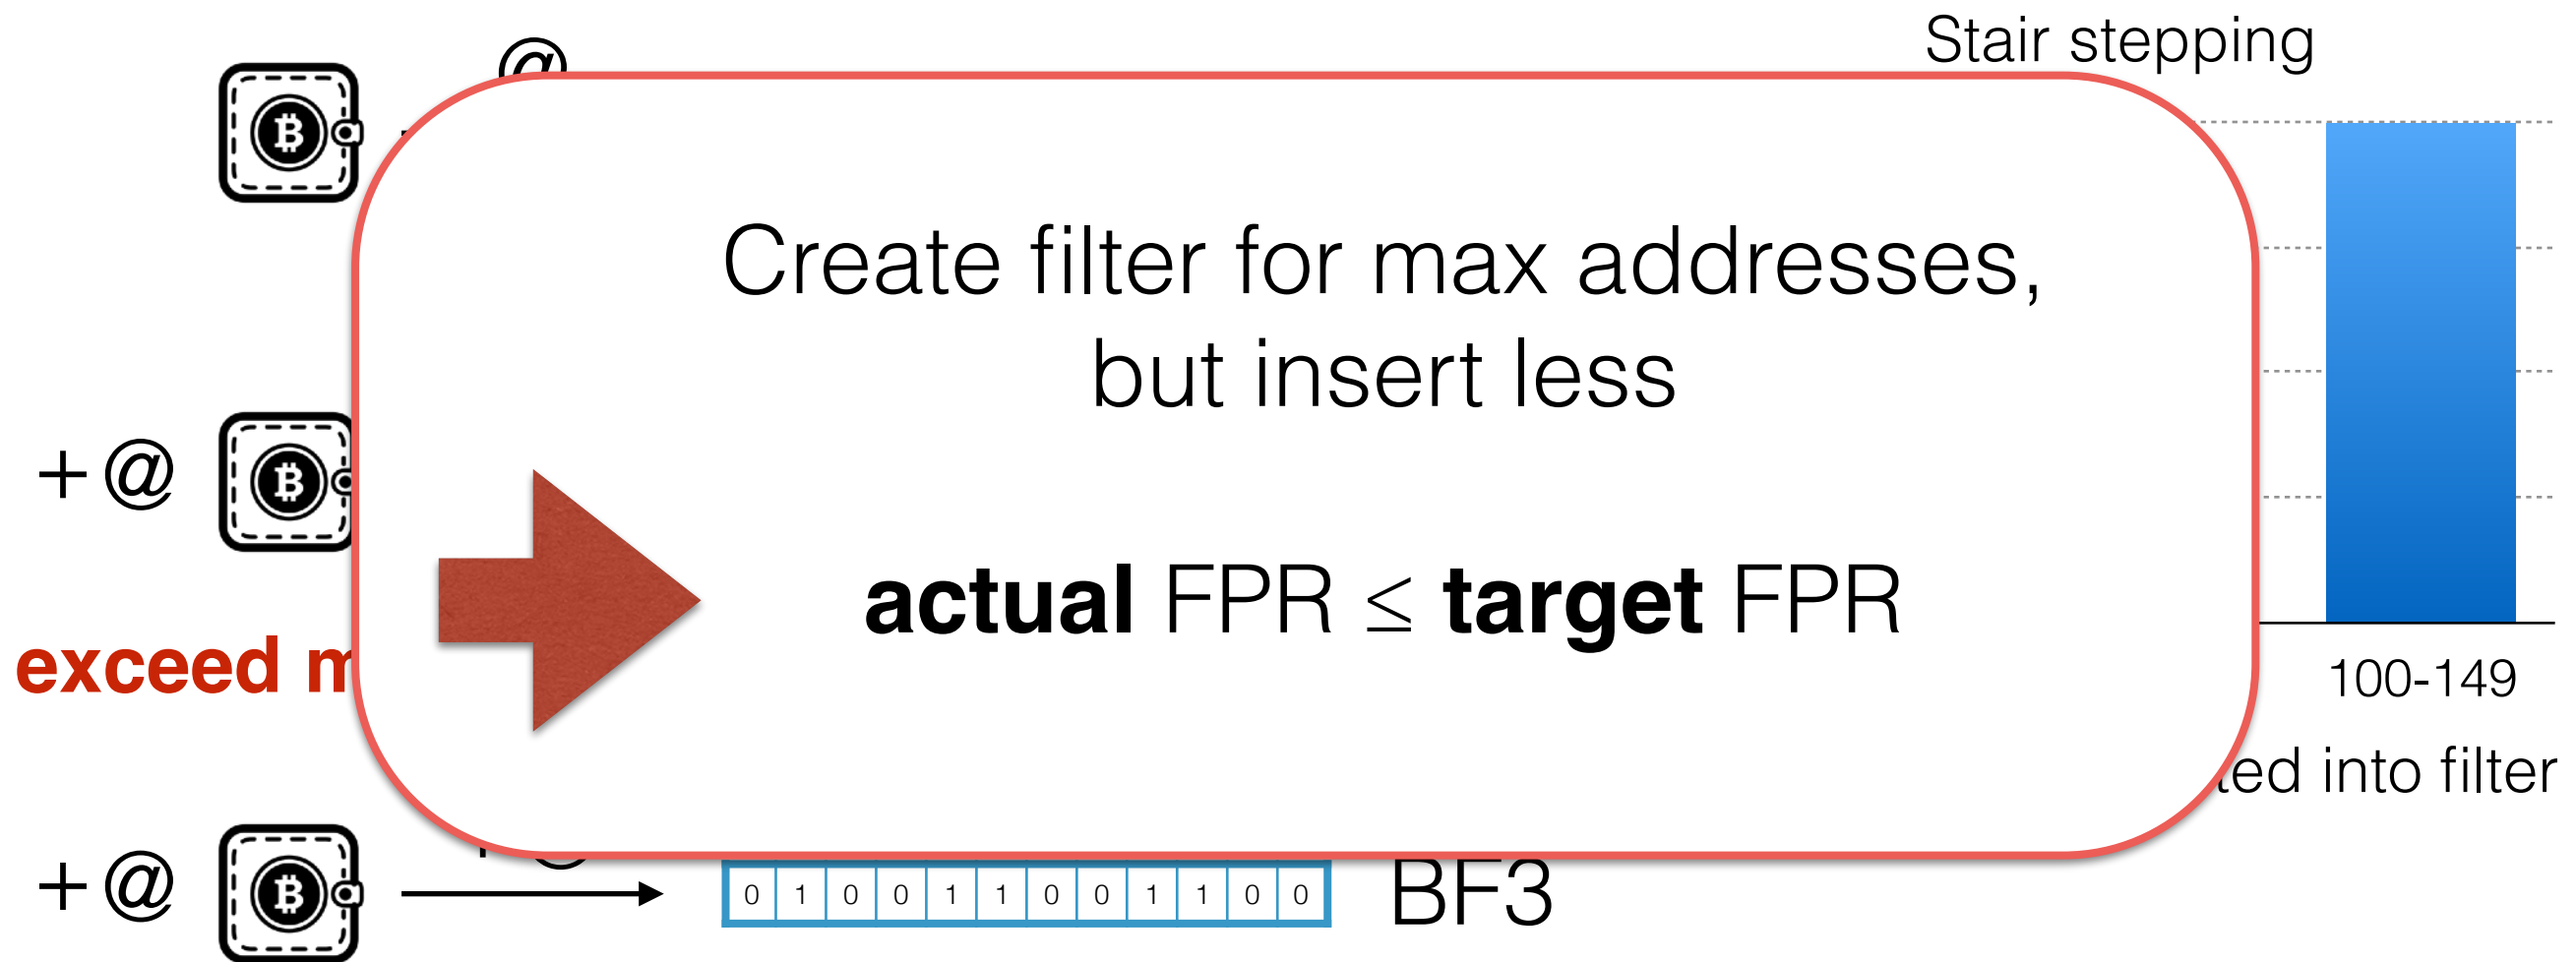 Stair stepping
@
Create filter for max addresses,
but insert less
+@
actual FPR ≤ target FPR
exceed
100-149
into filter
+@
0 1 0 0 1 1 0 0 1 1 0 0
BF3